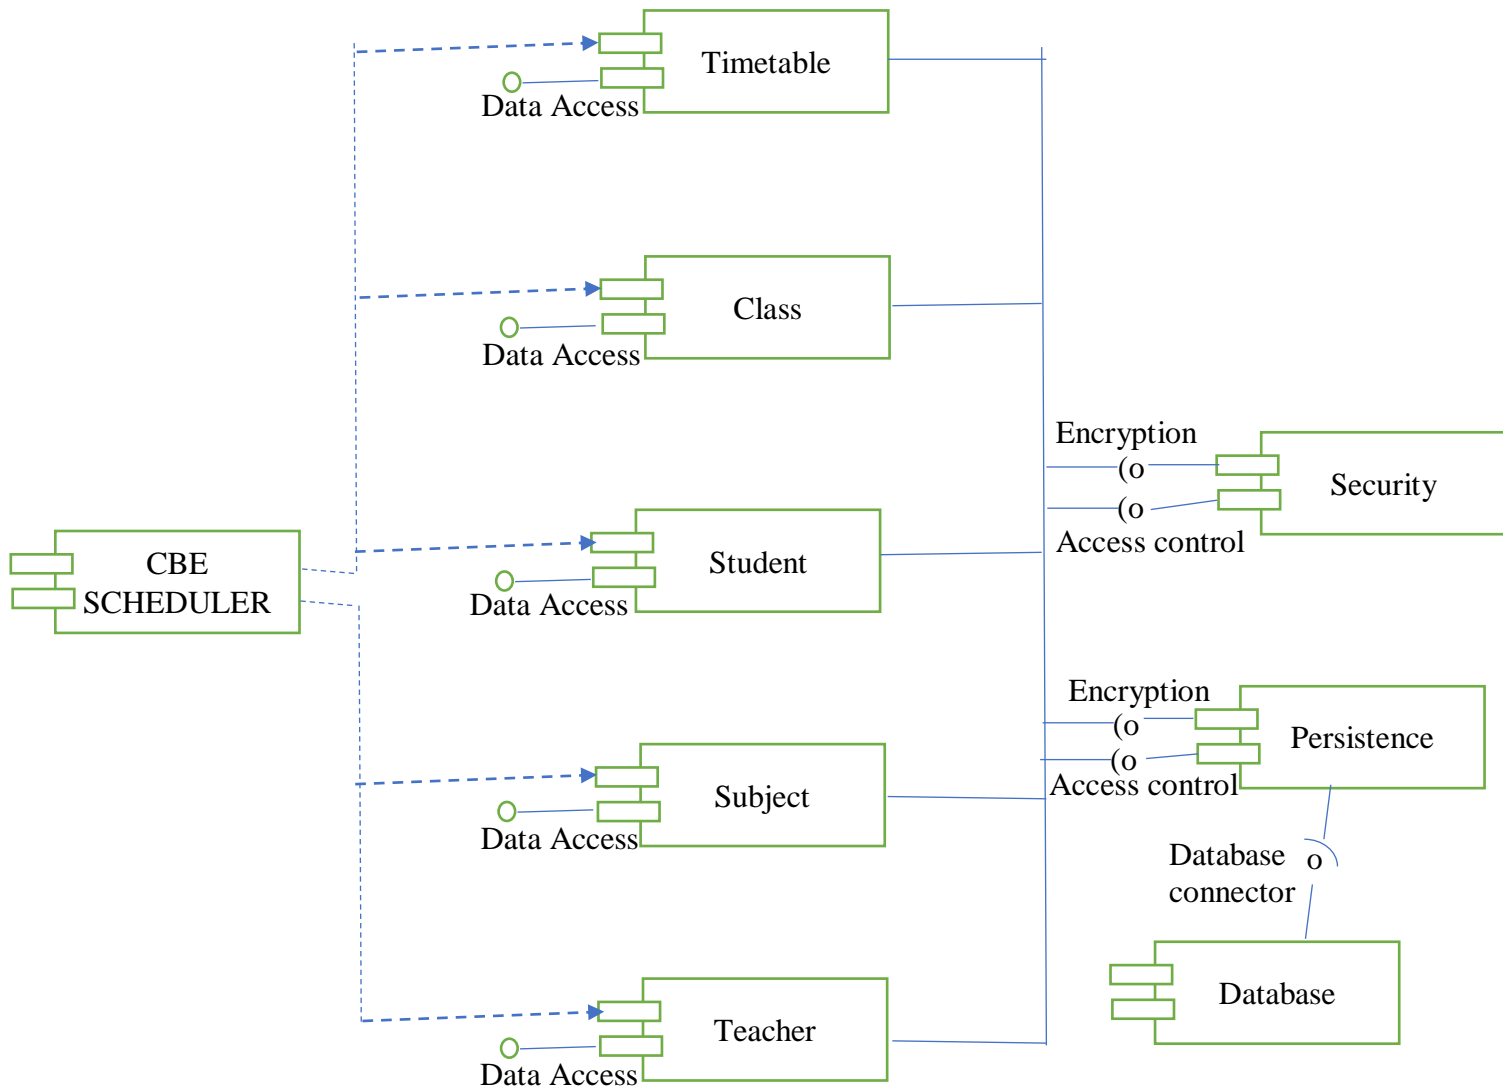 Timetable
Data Access
Class
Data Access
Encryption
(o
Security
(o
Access control
CBE
SCHEDULER
Student
Data Access
Encryption
(o
Persistence
(o
Access control
Subject
Data Access
Database o
connector
Database
Teacher
Data Access